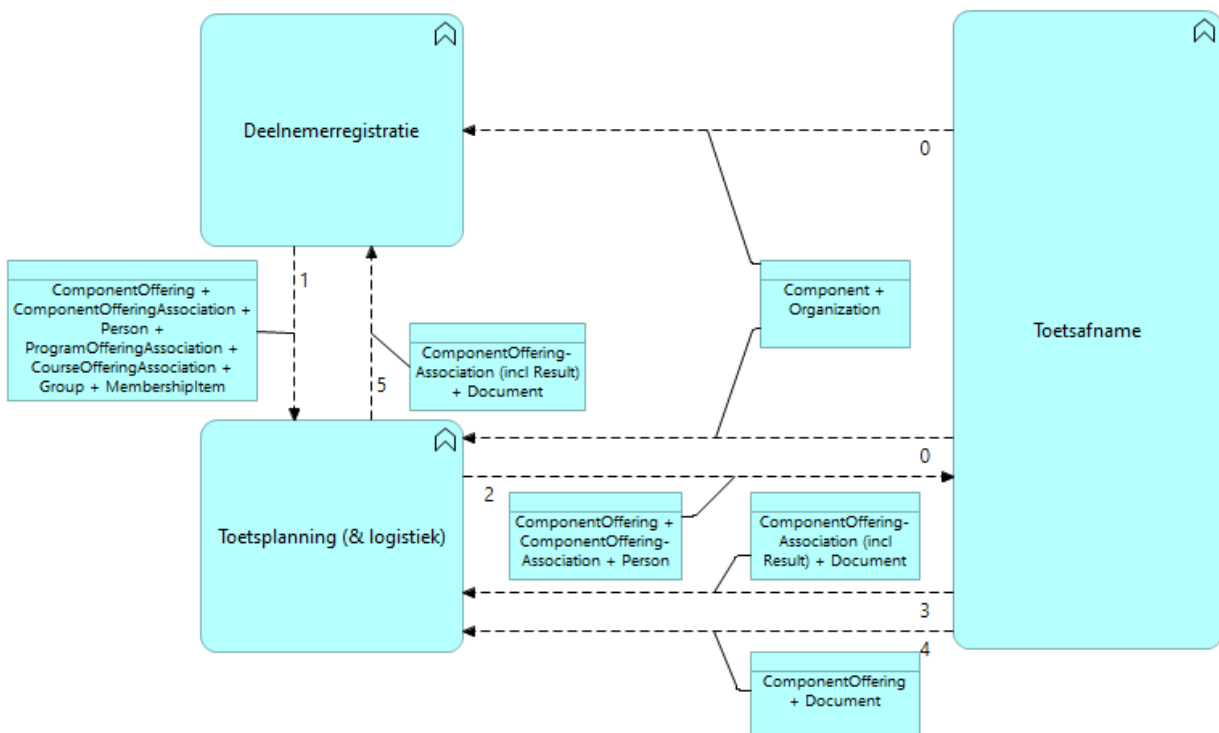 Deelnemerregistratie
0
1
ComponentOffering +
ComponentOfferingAssociation +
Person +
ProgramOfferingAssociation +
CourseOfferingAssociation +
Group + MembershipItem
Component +
Organization
Toetsafname
ComponentOffering-
Association (incl Result)
+ Document
5
0
2
Toetsplanning (& logistiek)
ComponentOffering +
ComponentOffering-
Association + Person
ComponentOffering-
Association (incl
Result) + Document
3
4
ComponentOffering
+ Document